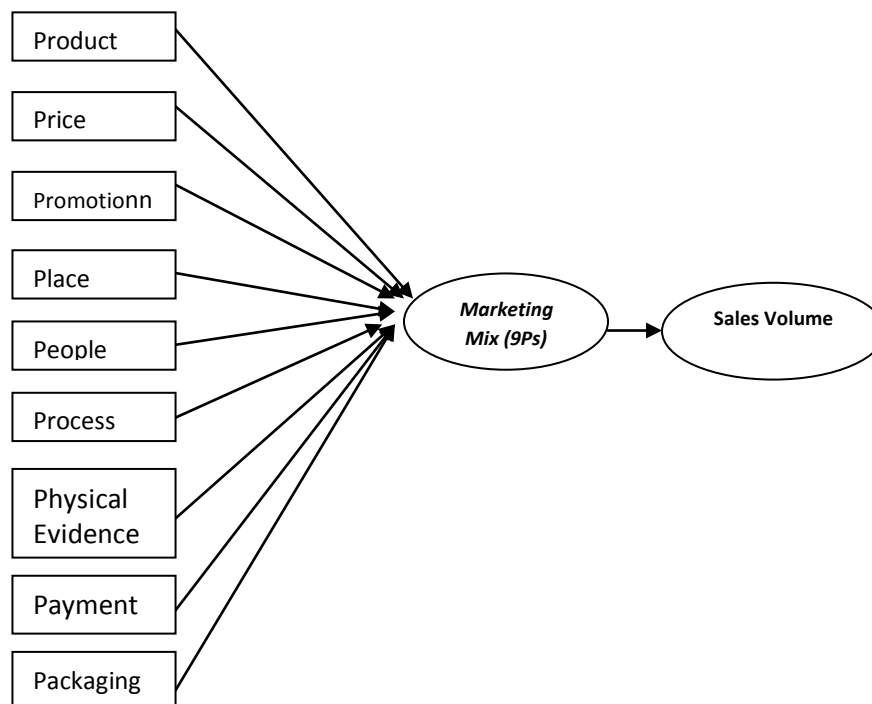 Product
Price
Promotionn
Place
People
Process
Physical
Evidence
Payment
Packaging
Marketing
Mix (9Ps)
Sales Volume